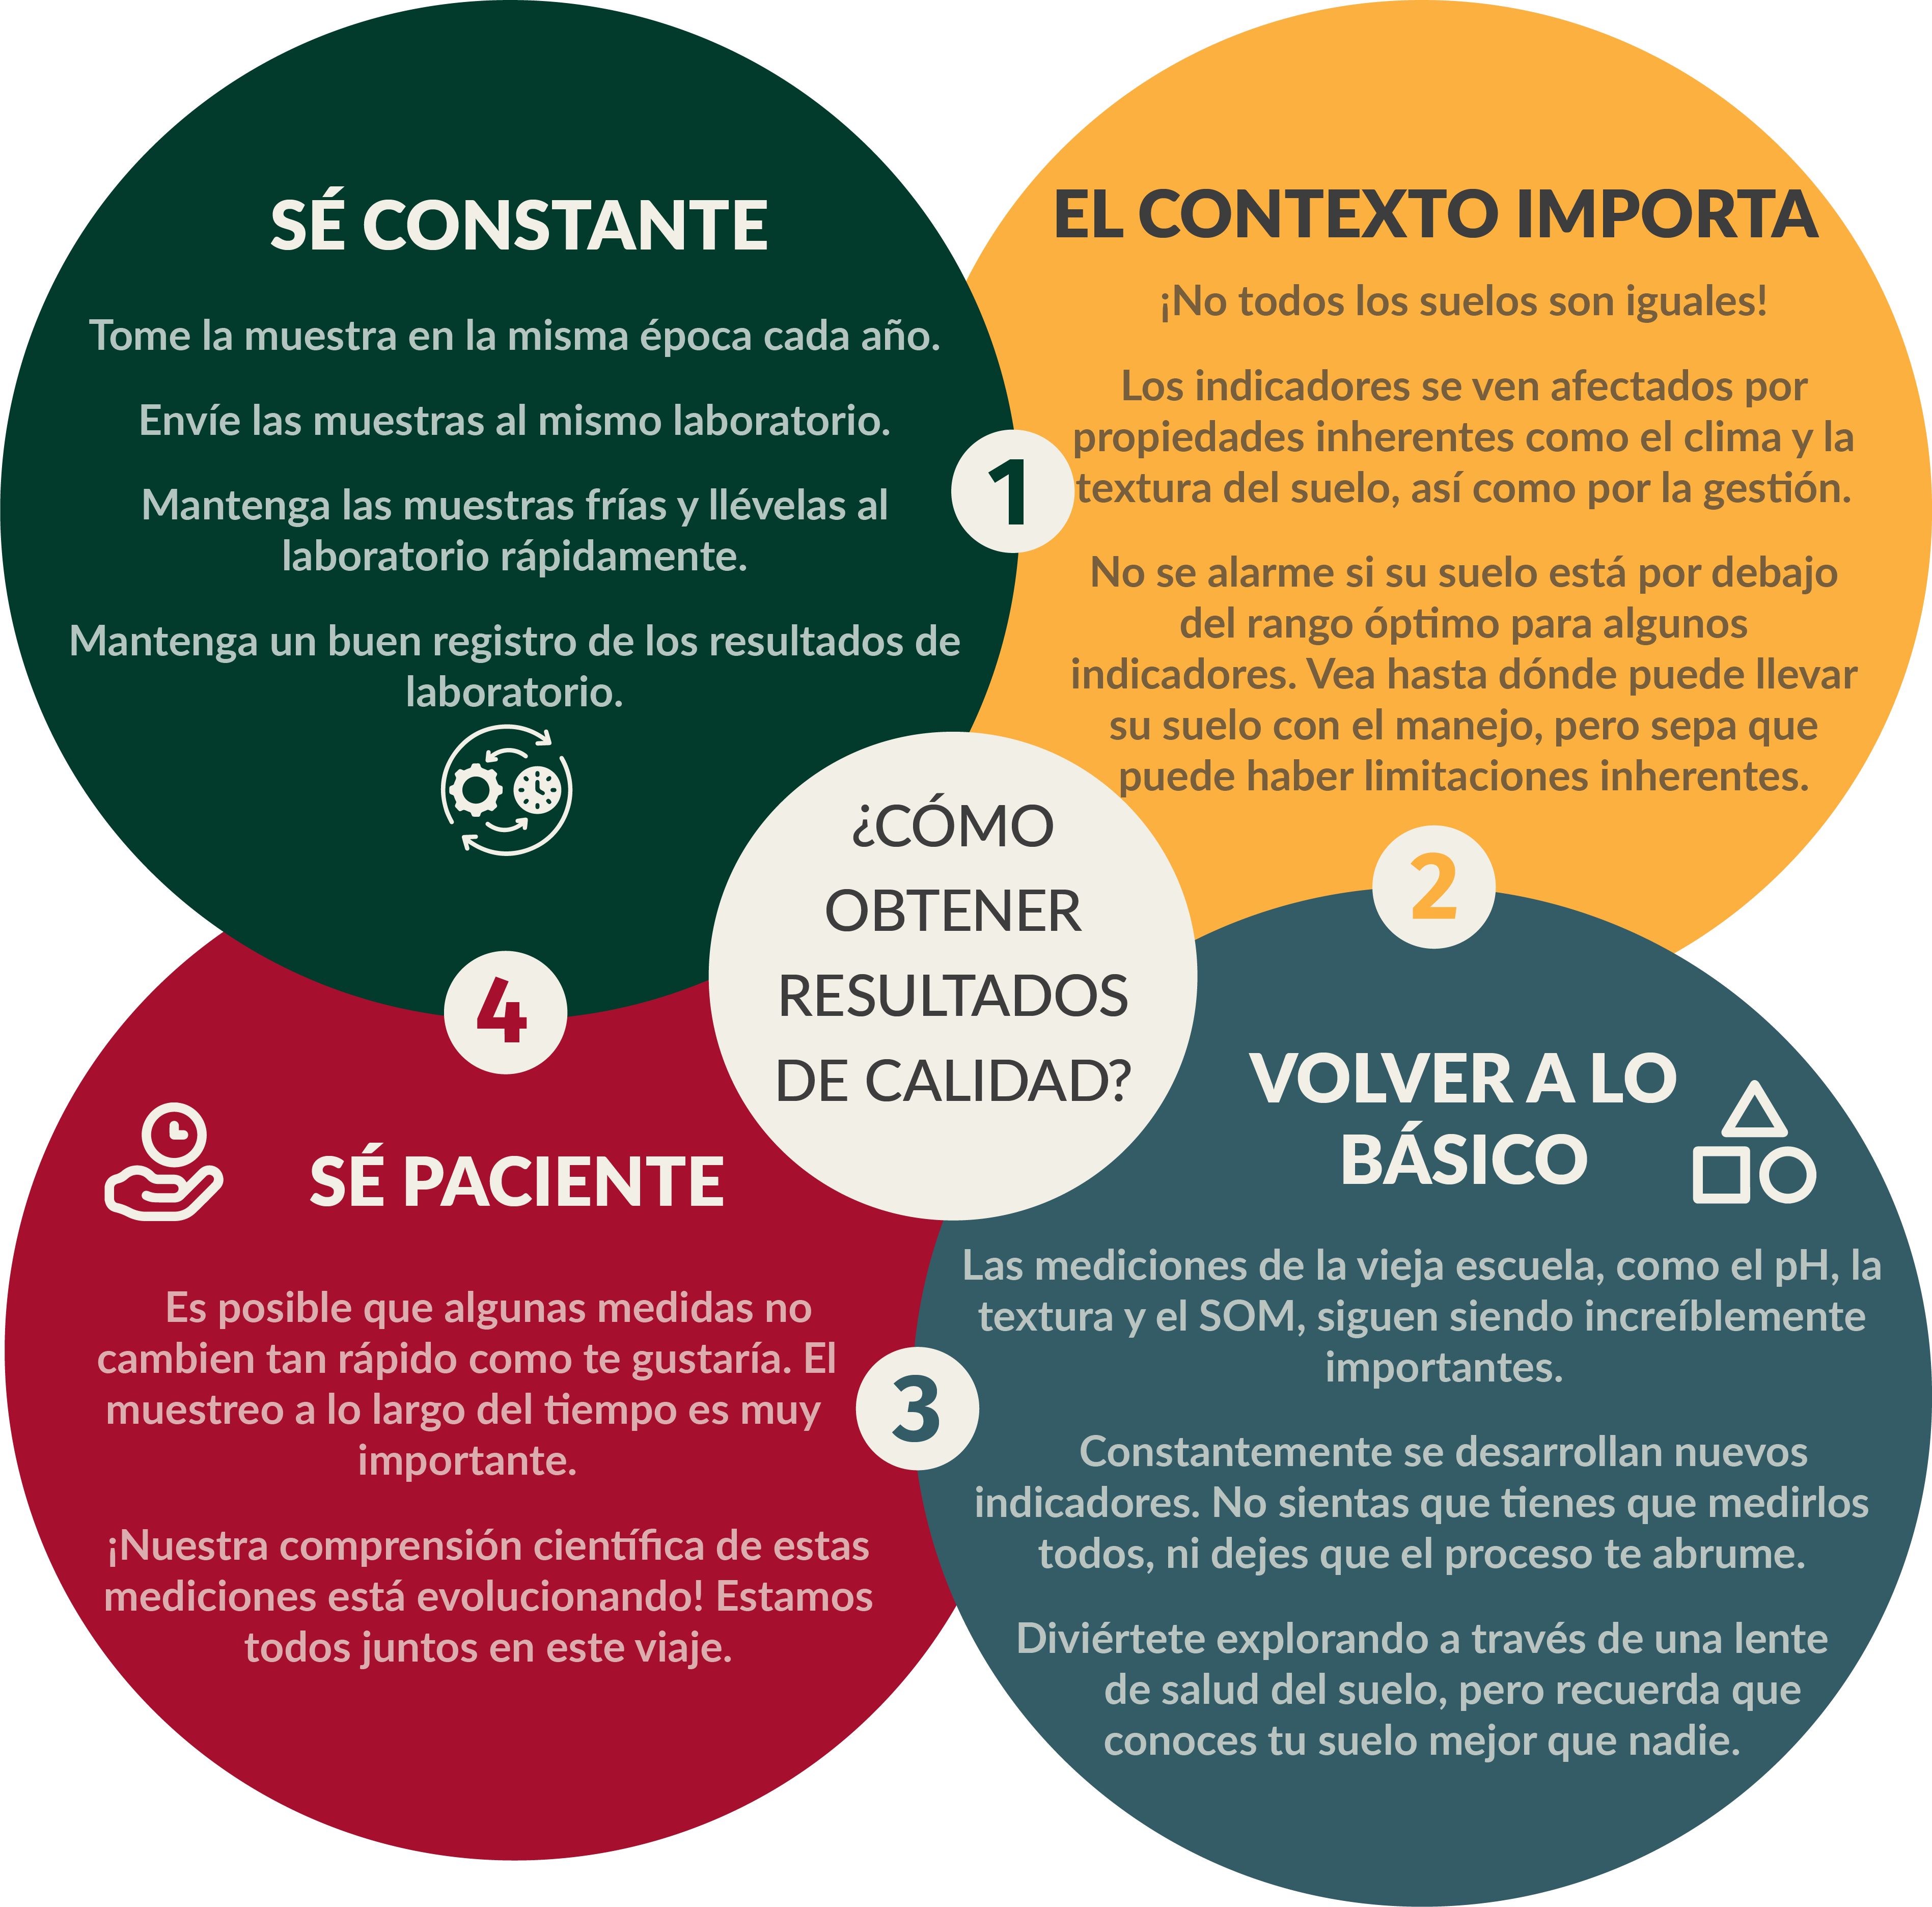 SÉ CONSTANTE
Tome la muestra en la misma época cada año.
Envíe las muestras al mismo laboratorio.
Mantenga las muestras frías y llévelas al
laboratorio rápidamente.
Mantenga un buen registro de los resultados de
laboratorio.
1
EL CONTEXTO IMPORTA
¡No todos los suelos son iguales!
Los indicadores se ven afectados por
propiedades inherentes como el clima y la
textura del suelo, así como por la gestión.
No se alarme si su suelo está por debajo
del rango óptimo para algunos
indicadores. Vea hasta dónde puede llevar
su suelo con el manejo, pero sepa que
puede haber limitaciones inherentes.
2
¿CÓMO
OBTENER
RESULTADOS
DE CALIDAD?
VOLVER A LO
BÁSICO
Las mediciones de la vieja escuela, como el pH, la
textura y el SOM, siguen siendo increíblemente
importantes.
Constantemente se desarrollan nuevos
indicadores. No sientas que tienes que medirlos
todos, ni dejes que el proceso te abrume.
Diviértete explorando a través de una lente
de salud del suelo, pero recuerda que
conoces tu suelo mejor que nadie.
3
4
SÉ PACIENTE
Es posible que algunas medidas no
cambien tan rápido como te gustaría. El
muestreo a lo largo del tiempo es muy
importante.
¡Nuestra comprensión científica de estas
mediciones está evolucionando! Estamos
todos juntos en este viaje.